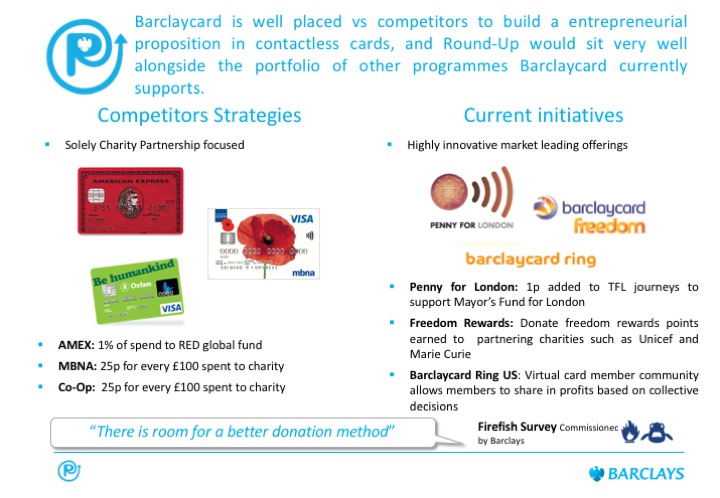 Barclaycard is well placed vs competitors to build a entrepreneurial
proposition in contactless cards, and Round-Up would sit very well
alongside the portfolio of other programmes Barclaycard currently
supports.
Competitors Strategies
▪ Solely Charity Partnership focused
AMERICAN EXPRESS
VISA
mbna
Be humankind
Oxfam
VISA
▪ AMEX: 1% of spend to RED global fund
▪ MBNA: 25p for every £100 spent to charity
▪ Co-Op: 25p for every £100 spent to charity
Current initiatives
▪ Highly innovative market leading offerings
PENNY FOR LONDON
barclaycard
freedom
barclaycard ring
▪ Penny for London: 1p added to TFL journeys to
support Mayor's Fund for London
▪ Freedom Rewards: Donate freedom rewards points
earned to partnering charities such as Unicef and
Marie Curie
▪ Barclaycard Ring US: Virtual card member community
allows members to share in profits based on collective
decisions
"There is room for a better donation method"
Firefish Survey Commissionec
by Barclays
BARCLAYS